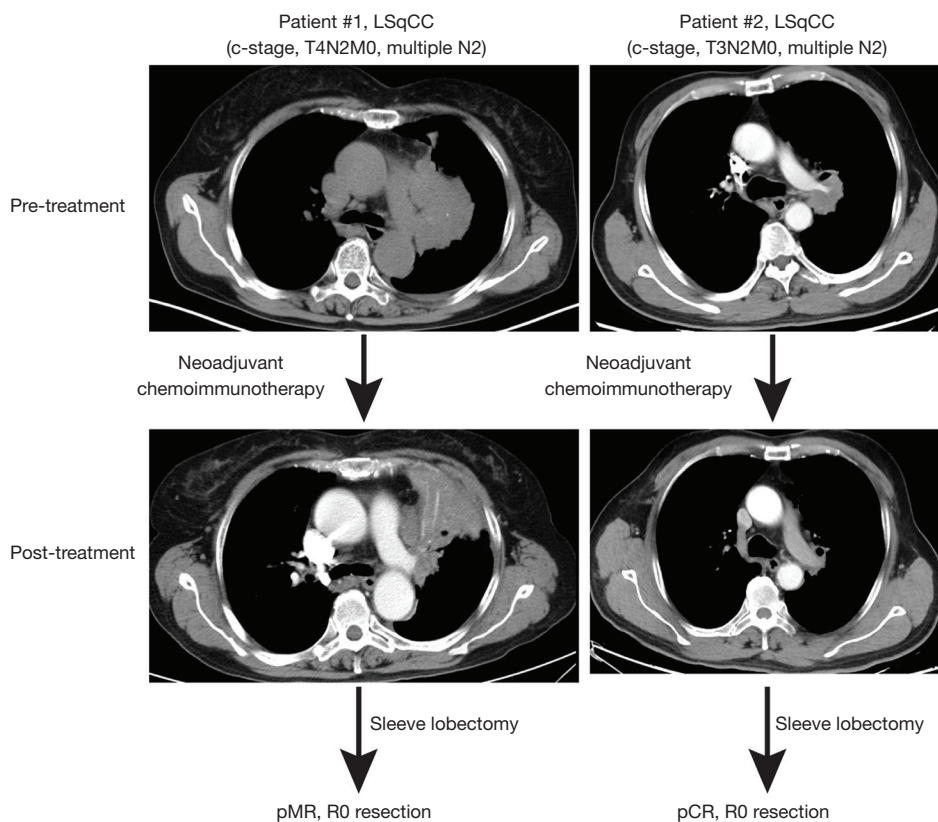 Patient #1, LSqCC
(c-stage, T4N2M0, multiple N2)
Patient #2, LSqCC
(c-stage, T3N2M0, multiple N2)
Pre-treatment
Neoadjuvant
chemoimmunotherapy
Neoadjuvant
chemoimmunotherapy
Post-treatment
Sleeve lobectomy
Sleeve lobectomy
pMR, R0 resection
pCR, R0 resection